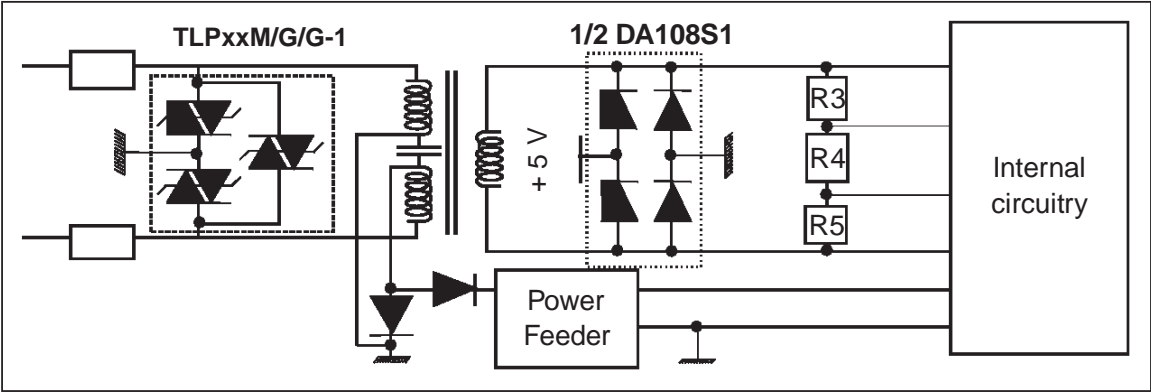 TLPxxM/G/G-1
1/2 DA108S1
+ 5 V
R3
R4
R5
Internal
circuitry
Power
Feeder